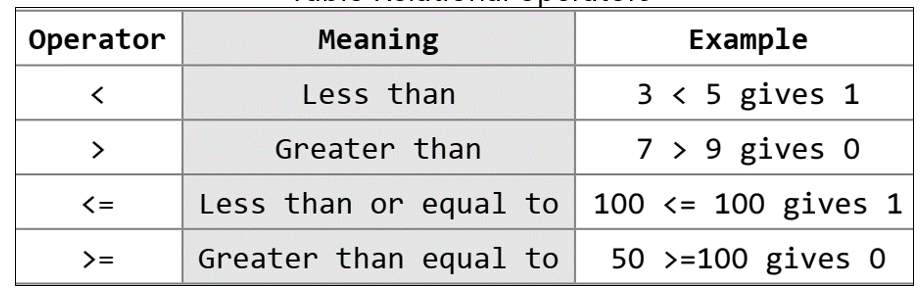 Table Relational operators
Operator Meaning Example
< Less than 3 < 5 gives 1
> Greater than 7 > 9 gives 0
<= Less than or equal to 100 <= 100 gives 1
>= Greater than equal to 50 >=100 gives 0